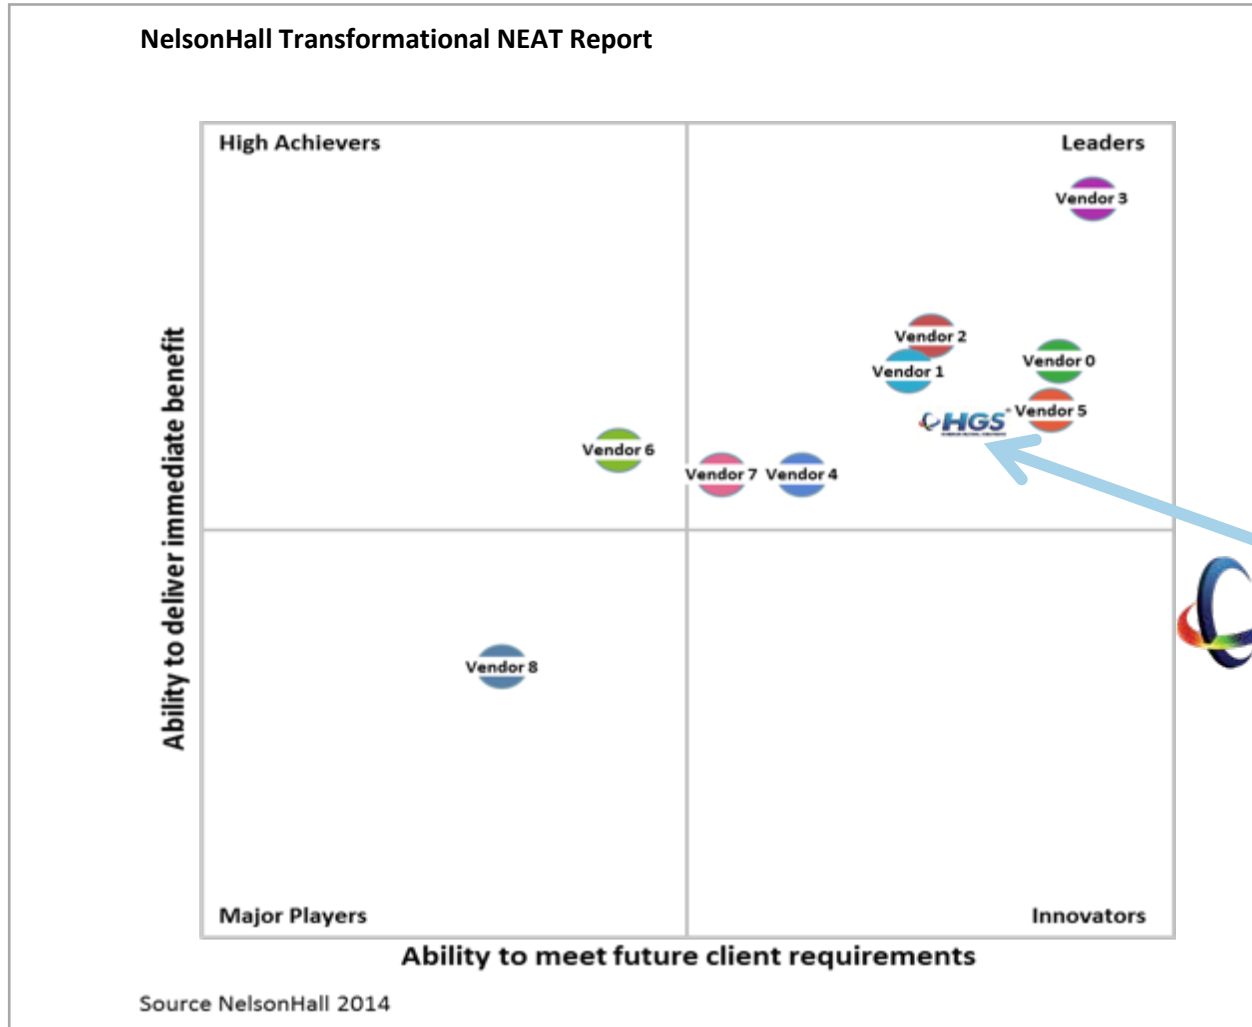 NelsonHall Transformational NEAT Report
High Achievers
Leaders
Vendor 3
Vendor 2
Vendor 0
Vendor 1
Vendor 5
HGS
Vendor 6
Vendor 7
Vendor 4
Ability to deliver immediate benefit
Vendor 8
Major Players
Innovators
Ability to meet future client requirements
Source NelsonHall 2014